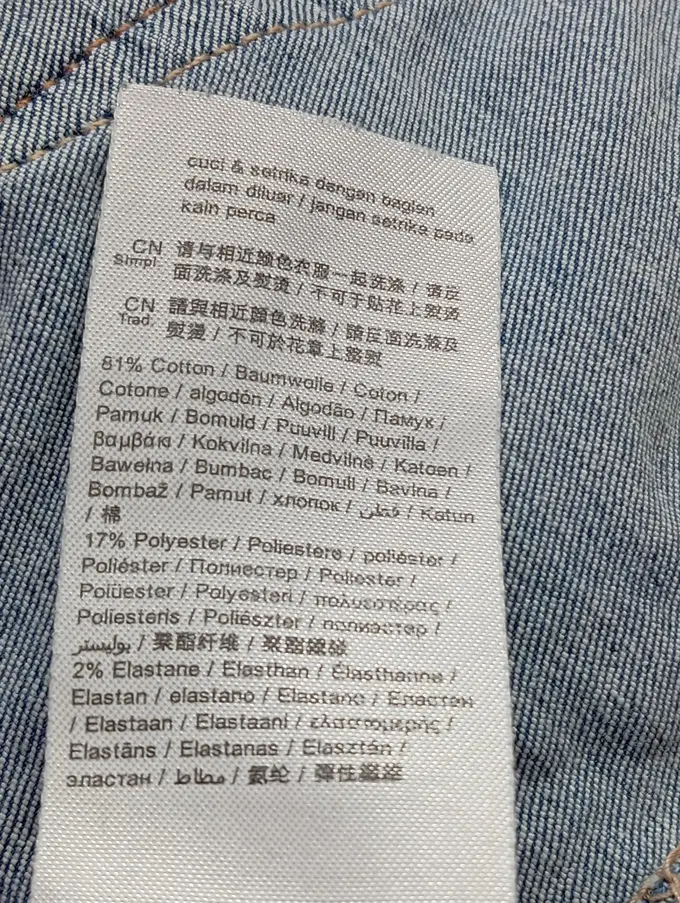 cuci & setrika dengan bagian
dalam diluar / jangan setrika pada
kain perca
CN Simpl. 请与相近颜色衣服一起洗涤 / 请反
面洗涤及熨烫 / 不可于贴花上熨烫
CN Trad. 請與相近顏色洗滌 / 請反面洗滌及
熨燙 / 不可於花章上整熨
81% Cotton / Baumwolle / Coton /
Cotone / algodón / Algodão / Памук /
Pamuk / Bomuld / Puuvill / Puuvilla /
βαμβάκι / Kokvilna / Medvilnė / Katoen /
Bawełna / Bumbac / Bomull / Bavlna /
Bombaž / Pamut / хлопок / قطن / Katun
/ 棉
17% Polyester / Poliestere / poliéster /
Poliéster / Полиестер / Poliester /
Polüester / Polyesteri / πολυεστέρας /
Poliesteris / Poliészter / полиэстер /
بوليستر / 聚酯纤维 / 聚酯纖維
2% Elastane / Elasthan / Élasthanne /
Elastan / elastano / Elastano / Еластан
/ Elastaan / Elastaani / ελαστομερής /
Elastāns / Elastanas / Elasztán /
эластан / مطاط / 氨纶 / 彈性纖維